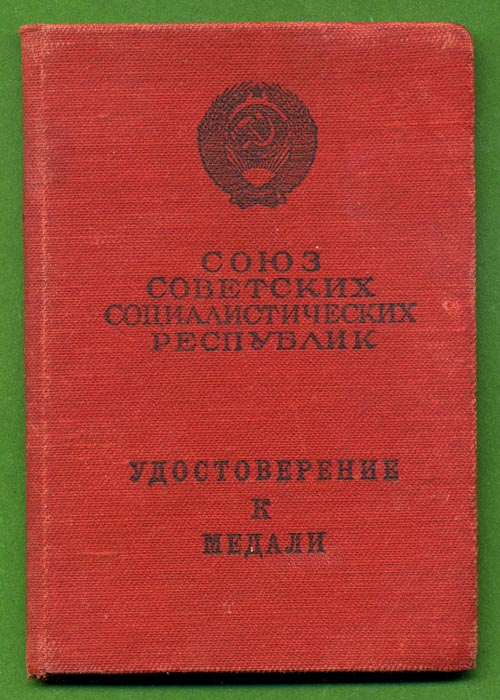 СОЮЗ
СОВЕТСКИХ
СОЦИАЛИСТИЧЕСКИХ
РЕСПУБЛИК
УДОСТОВЕРЕНИЕ
К
МЕДАЛИ